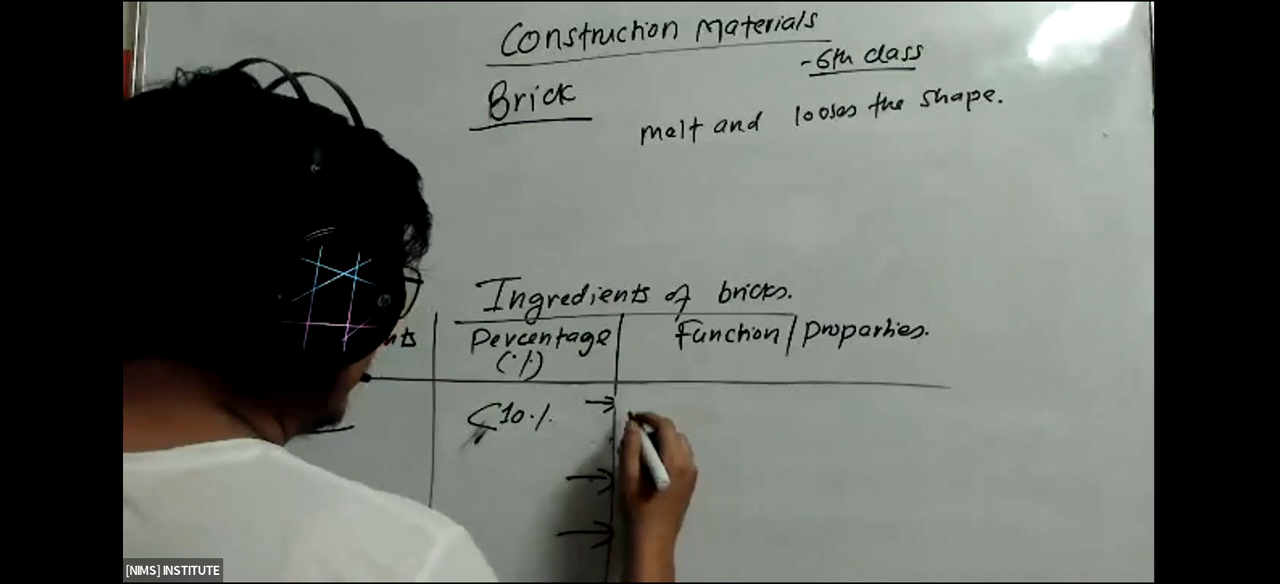 Construction Materials
-6th class
Brick
melt and looses the shape.
Ingredients of bricks.
Percentage
(%)
Function/properties.
10%
[NIMS] INSTITUTE